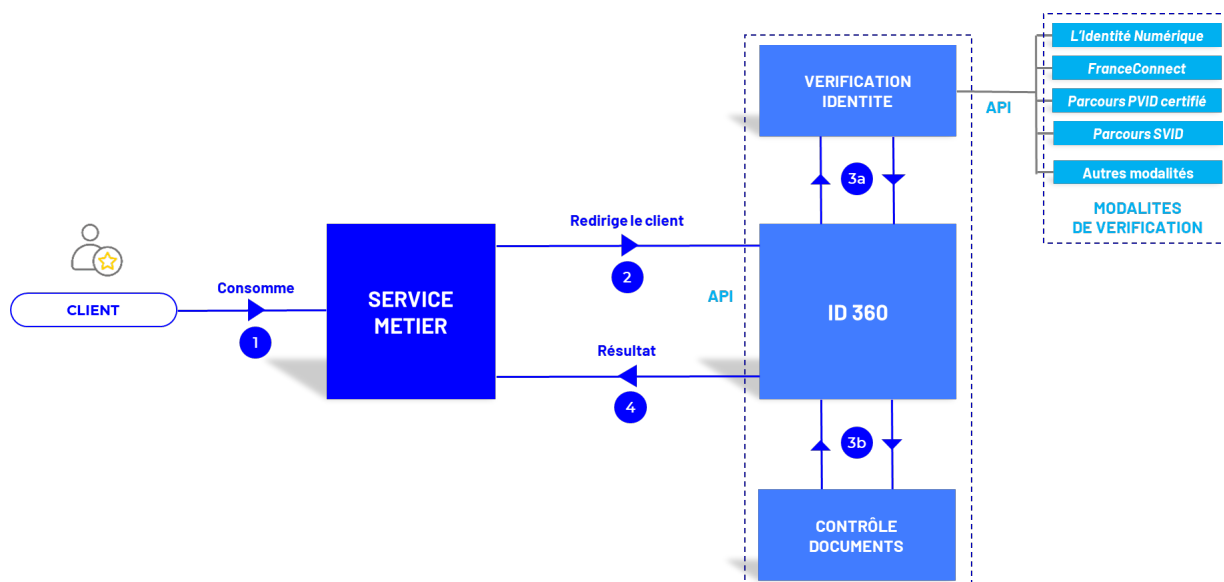 CLIENT
Consomme
1
SERVICE
METIER
Redirige le client
2
API
Résultat
4
VERIFICATION
IDENTITE
3a
ID 360
3b
CONTRÔLE
DOCUMENTS
API
L'Identité Numérique
FranceConnect
Parcours PVID certifié
Parcours SVID
Autres modalités
MODALITES
DE VERIFICATION